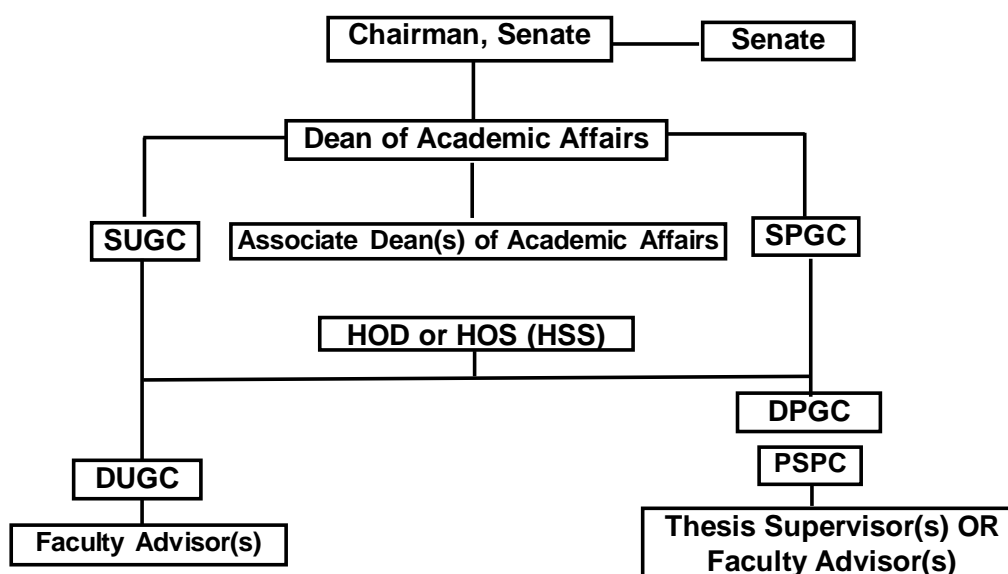 Chairman, Senate
Senate
Dean of Academic Affairs
SUGC
Associate Dean(s) of Academic Affairs
SPGC
HOD or HOS (HSS)
DPGC
DUGC
PSPC
Faculty Advisor(s)
Thesis Supervisor(s) OR
Faculty Advisor(s)